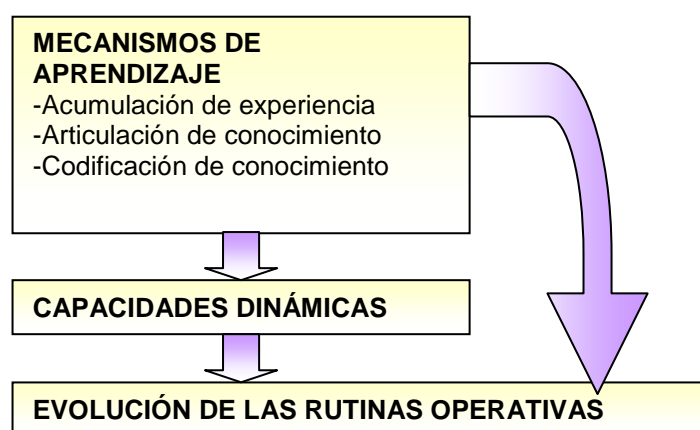 MECANISMOS DE
APRENDIZAJE
-Acumulación de experiencia
-Articulación de conocimiento
-Codificación de conocimiento
CAPACIDADES DINÁMICAS
EVOLUCIÓN DE LAS RUTINAS OPERATIVAS